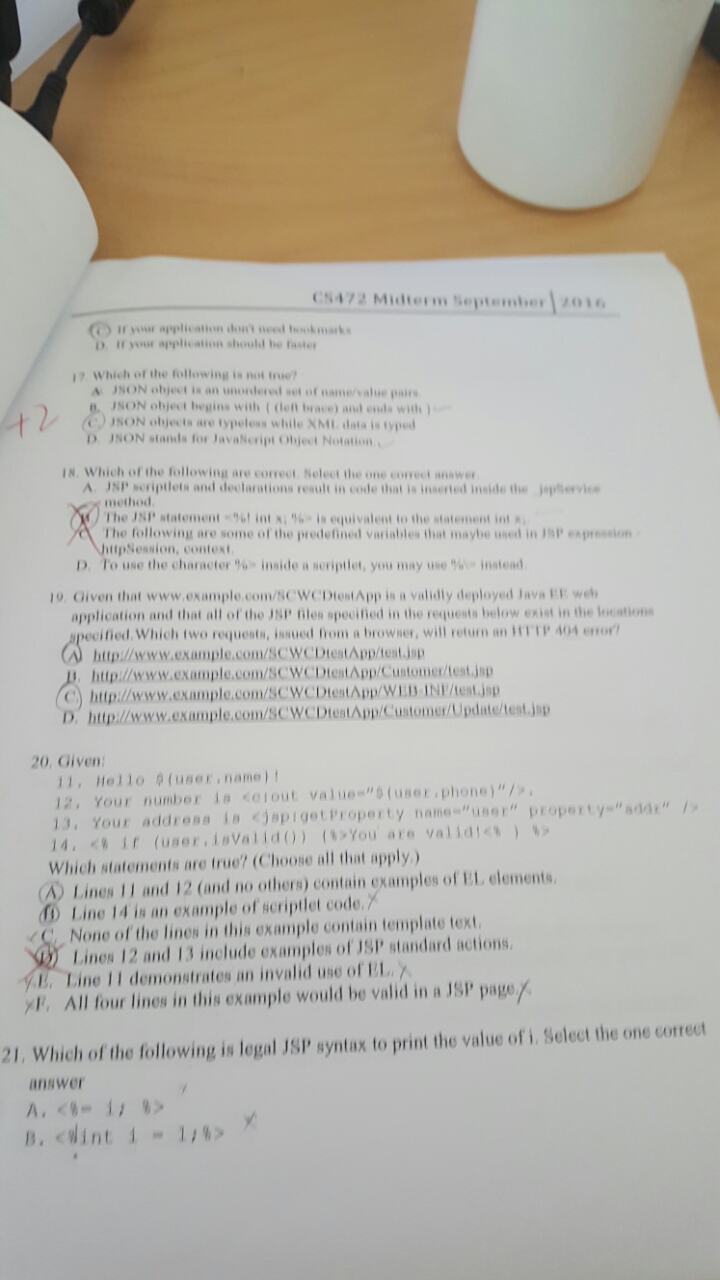 CS472 Midterm September 2016
C. If your application don't need bookmarks
D. If your application should be faster
17. Which of the following is not true?
A. JSON object is an unordered set of name/value pairs.
B. JSON object begins with { (left brace) and ends with }
+2
C. JSON objects are typeless while XML data is typed
D. JSON stands for JavaScript Object Notation.
18. Which of the following are correct. Select the one correct answer.
A. JSP scriptlets and declarations result in code that is inserted inside the _jspService
method.
B. The JSP statement <%! int x; %> is equivalent to the statement int x;
C. The following are some of the predefined variables that maybe used in JSP expression -
httpSession, context.
D. To use the character %> inside a scriptlet, you may use %\> instead.
19. Given that www.example.com/SCWCDtestApp is a validly deployed Java EE web
application and that all of the JSP files specified in the requests below exist in the locations
specified.Which two requests, issued from a browser, will return an HTTP 404 error?
A. http://www.example.com/SCWCDtestApp/test.jsp
B. http://www.example.com/SCWCDtestApp/Customer/test.jsp
C. http://www.example.com/SCWCDtestApp/WEB-INF/test.jsp
D. http://www.example.com/SCWCDtestApp/Customer/Update/test.jsp
20. Given:
11. Hello ${user.name}!
12. Your number is <c:out value="${user.phone}"/>.
13. Your address is <jsp:getProperty name="user" property="addr" />
14. <% if (user.isValid()) {%>You are valid!<% } %>
Which statements are true? (Choose all that apply.)
A. Lines 11 and 12 (and no others) contain examples of EL elements.
B. Line 14 is an example of scriptlet code.
C. None of the lines in this example contain template text.
D. Lines 12 and 13 include examples of JSP standard actions.
E. Line 11 demonstrates an invalid use of EL.
F. All four lines in this example would be valid in a JSP page.
21. Which of the following is legal JSP syntax to print the value of i. Select the one correct
answer
A. <%= i; %>
B. <%int i = 1;%>